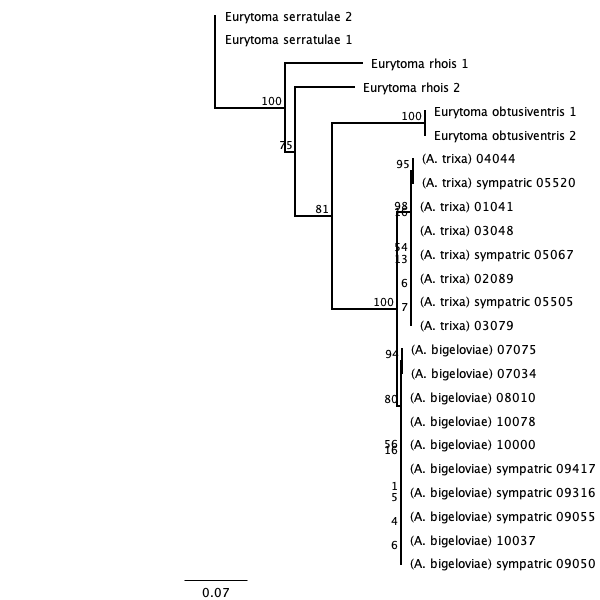 Eurytoma serratulae 2
Eurytoma serratulae 1
Eurytoma rhois 1
100
Eurytoma rhois 2
75
Eurytoma obtusiventris 1
100
Eurytoma obtusiventris 2
81
(A. trixa) 04044
95
(A. trixa) sympatric 05520
(A. trixa) 01041
98
16
(A. trixa) 03048
54
(A. trixa) sympatric 05067
13
(A. trixa) 02089
6
(A. trixa) sympatric 05505
100
7
(A. trixa) 03079
(A. bigeloviae) 07075
94
(A. bigeloviae) 07034
(A. bigeloviae) 08010
80
(A. bigeloviae) 10078
(A. bigeloviae) 10000
56
16
(A. bigeloviae) sympatric 09417
1
(A. bigeloviae) sympatric 09316
5
(A. bigeloviae) sympatric 09055
4
(A. bigeloviae) 10037
6
(A. bigeloviae) sympatric 09050
0.07